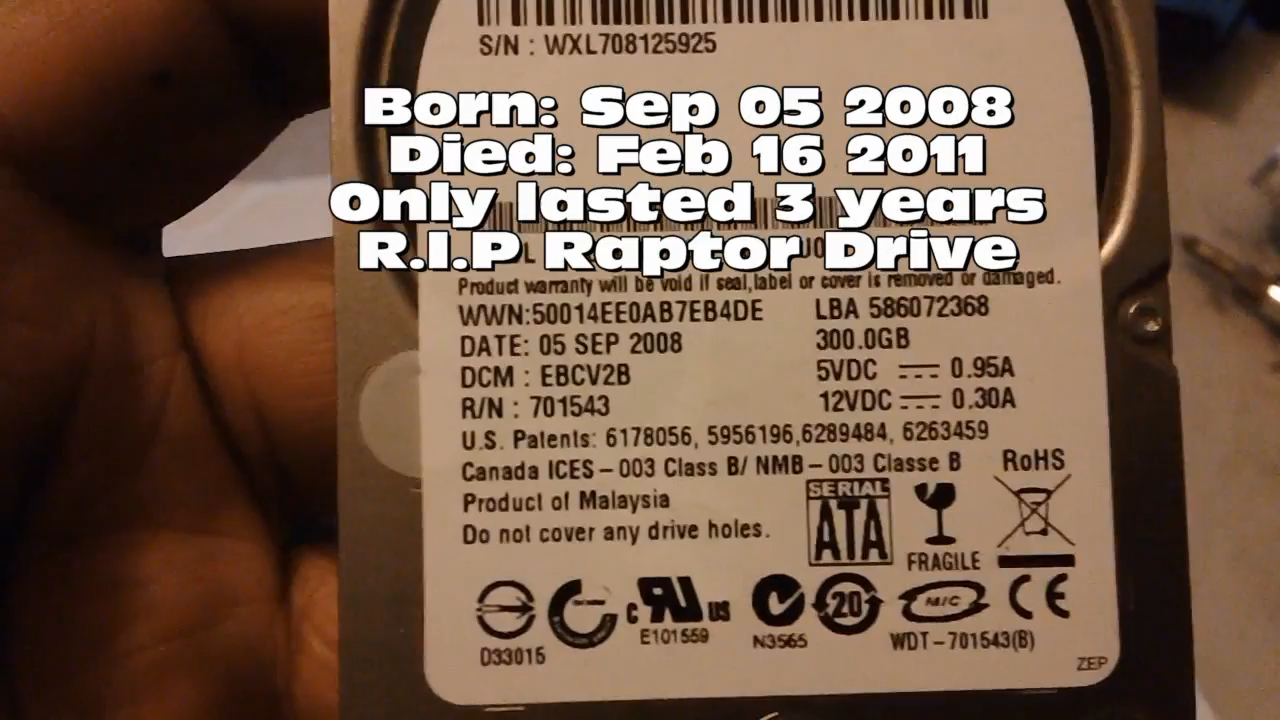 S/N : WXL708125925
Born: Sep 05 2008
Died: Feb 16 2011
Only lasted 3 years
R.I.P Raptor Drive
Product warranty will be void if seal,label or cover is removed or damaged.
WWN:50014EE0AB7EB4DE LBA 586072368
DATE: 05 SEP 2008 300.0GB
DCM : EBCV2B 5VDC 0.95A
R/N : 701543 12VDC 0.30A
U.S. Patents: 6178056, 5956196,6289484, 6263459
Canada ICES – 003 Class B/ NMB – 003 Classe B RoHS
Product of Malaysia SERIAL
Do not cover any drive holes. ATA
FRAGILE
c RU US 20 M/C CE
D33015 E101559 N3565 WDT – 701543(B)
ZEP